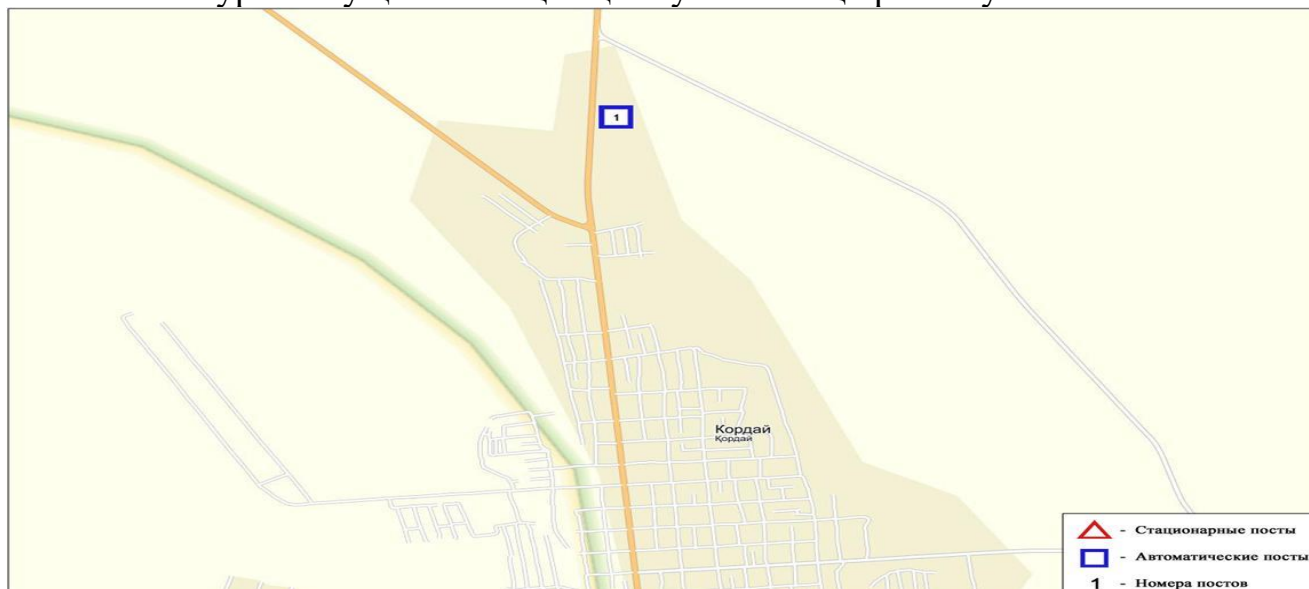 1
Кордай
Қордай
- Стационарные посты
- Автоматические посты
1 - Номера постов